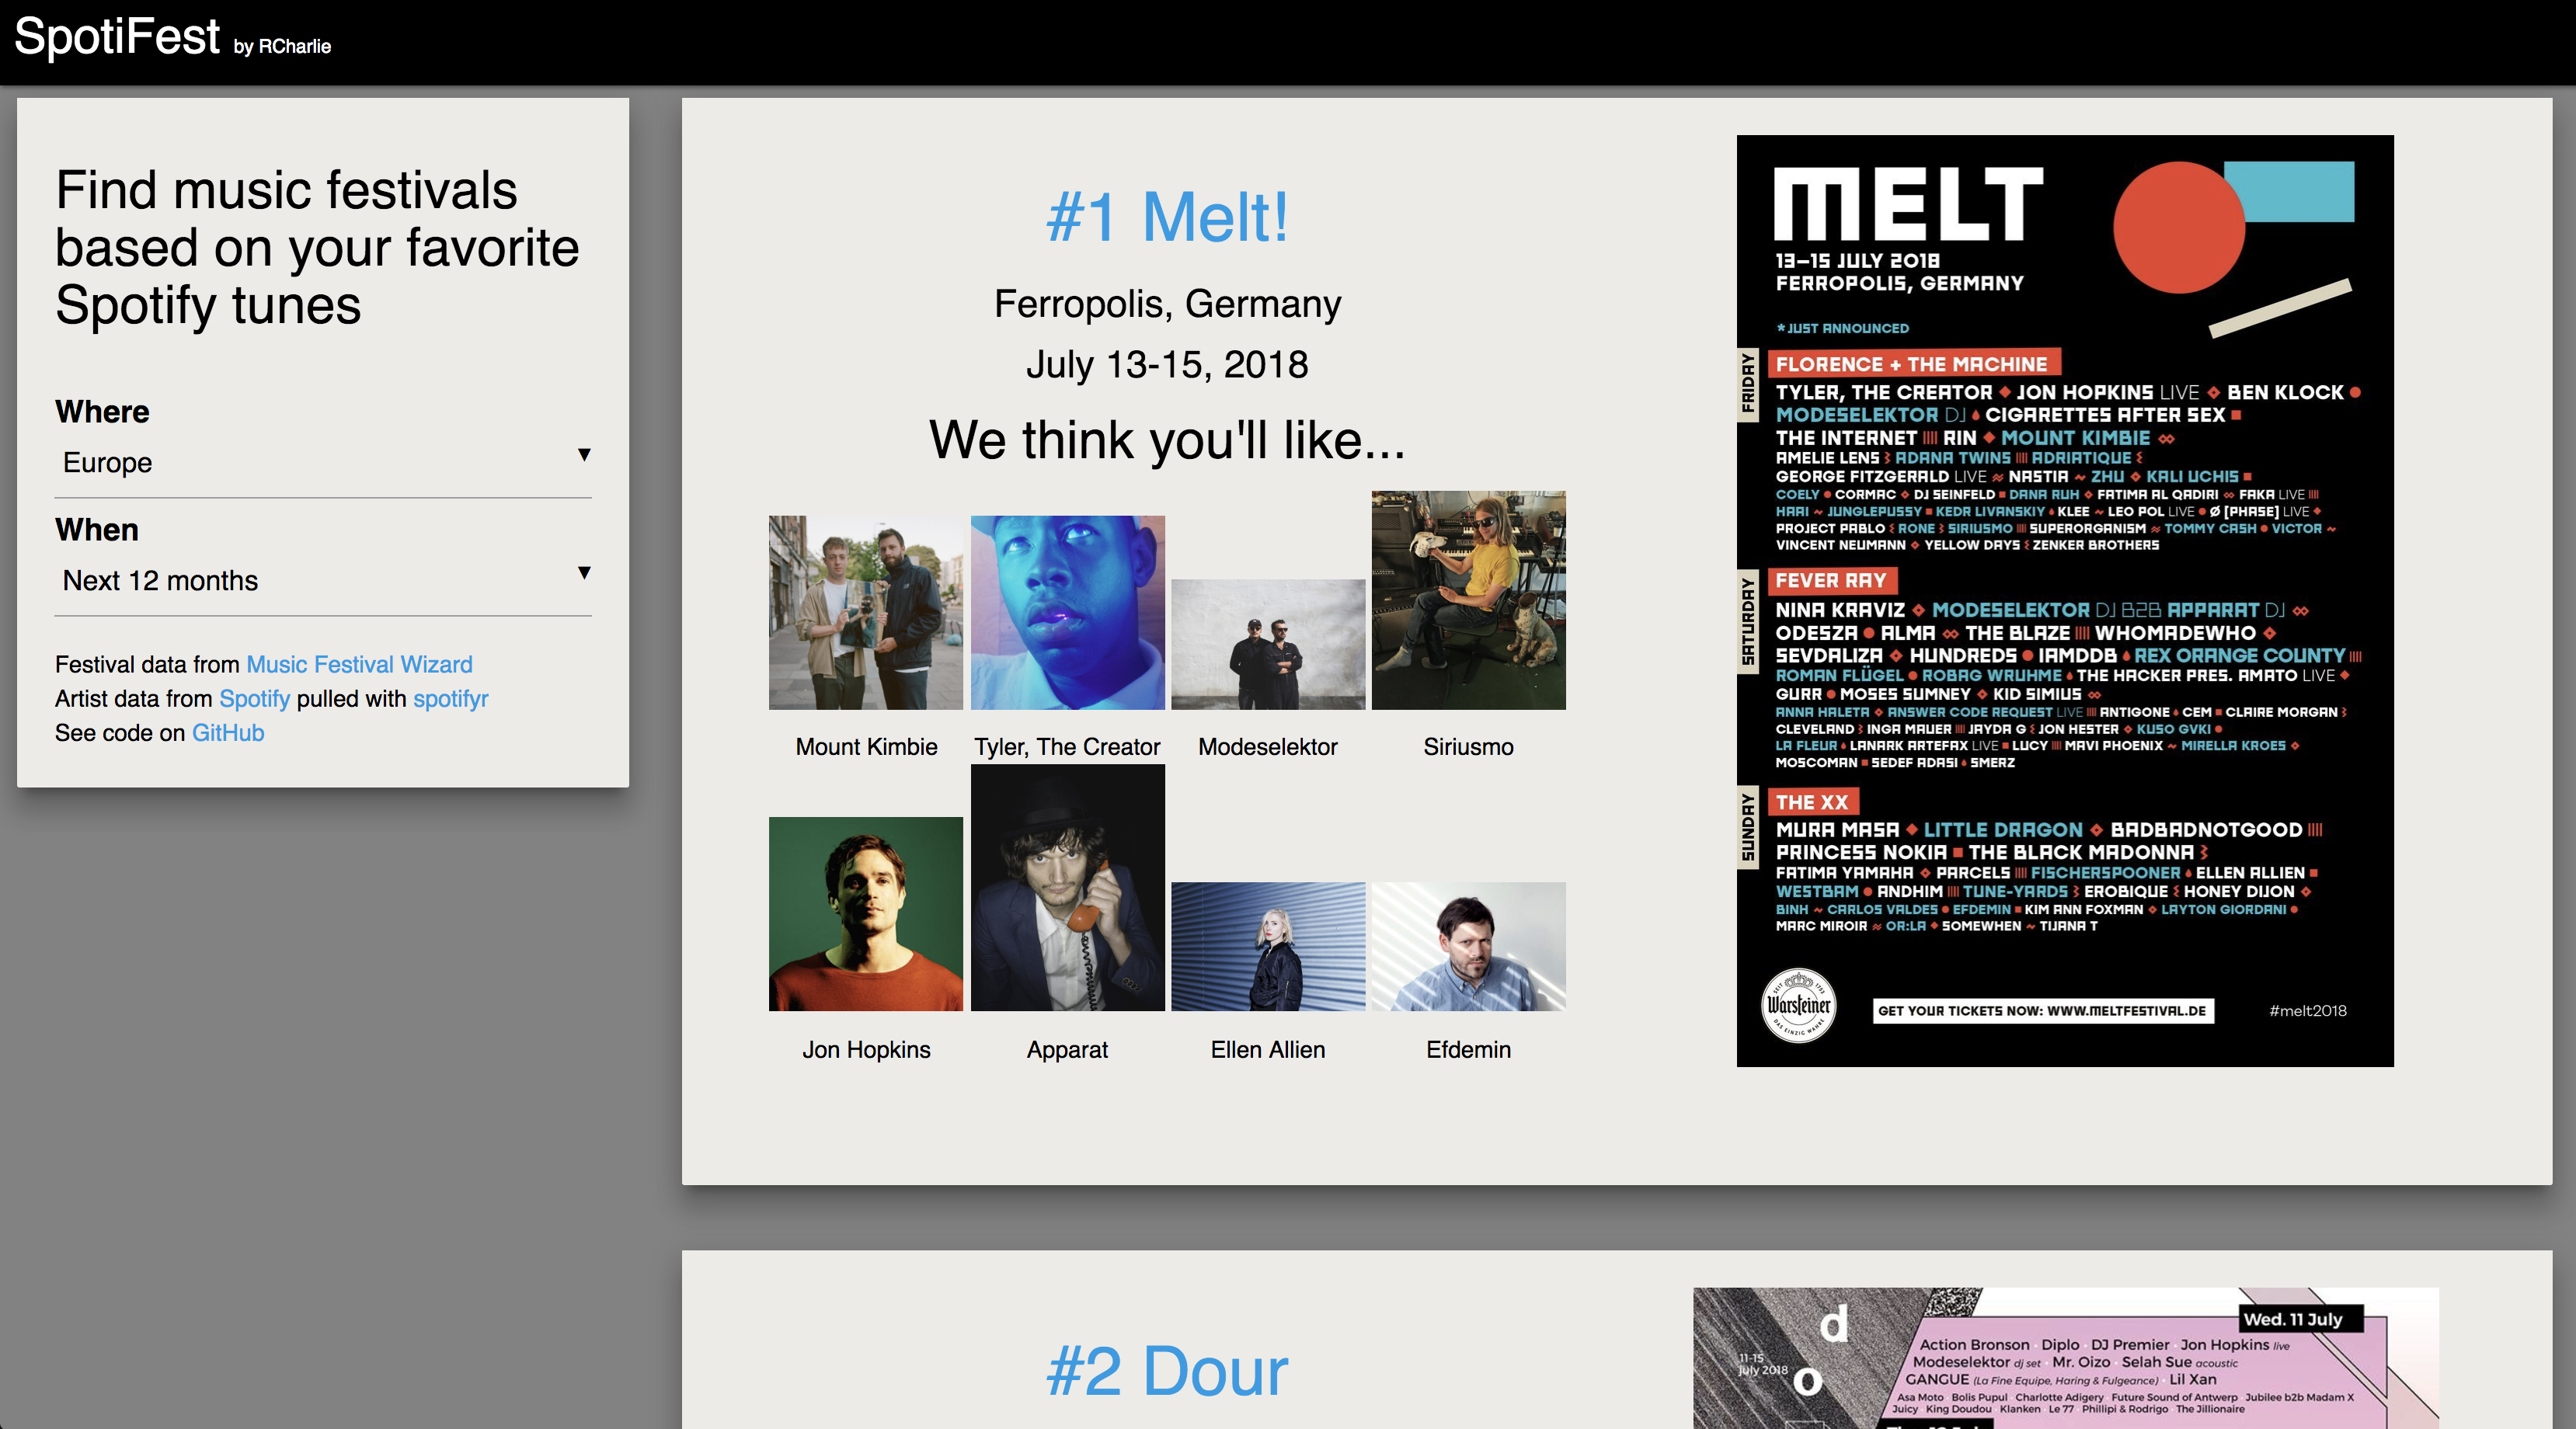 SpotiFest by RCharlie
Find music festivals
based on your favorite
Spotify tunes
Where
Europe
When
Next 12 months
Festival data from Music Festival Wizard
Artist data from Spotify pulled with spotifyr
See code on GitHub
#1 Melt!
Ferropolis, Germany
July 13-15, 2018
We think you'll like...
Mount Kimbie
Tyler, The Creator
Modeselektor
Siriusmo
Jon Hopkins
Apparat
Ellen Allien
Efdemin
MELT
13–15 JULY 2018
FERROPOLIS, GERMANY
* JUST ANNOUNCED
FRIDAY
FLORENCE + THE MACHINE
TYLER, THE CREATOR JON HOPKINS LIVE BEN KLOCK
MODESELEKTOR DJ CIGARETTES AFTER SEX
THE INTERNET RIN MOUNT KIMBIE
AMELIE LENS ADANA TWINS ADRIATIQUE
GEORGE FITZGERALD LIVE NASTIA ZHU KALI UCHIS
COELY CORMAC DJ SEINFELD DANA RUH FATIMA AL QADIRI FAKA LIVE
HAAI JUNGLEPUSSY KEDR LIVANSKIY KLEE LEO POL LIVE Ø [PHASE] LIVE
PROJECT PABLO RONE SIRIUSMO SUPERORGANISM TOMMY CASH VICTOR
VINCENT NEUMANN YELLOW DAYS ZENKER BROTHERS
SATURDAY
FEVER RAY
NINA KRAVIZ MODESELEKTOR DJ B2B APPARAT DJ
ODESZA ALMA THE BLAZE WHOMADEWHO
SEVDALIZA HUNDREDS IAMDDB REX ORANGE COUNTY
ROMAN FLÜGEL ROBAG WRUHME THE HACKER PRES. AMATO LIVE
GURR MOSES SUMNEY KID SIMIUS
ANNA HALETA ANSWER CODE REQUEST LIVE ANTIGONE CEM CLAIRE MORGAN
CLEVELAND INGA MAUER JAYDA G JON HESTER KUSO GVKI
LA FLEUR LANARK ARTEFAX LIVE LUCY MAVI PHOENIX MIRELLA KROES
MOSCOMAN SEDEF ADASI SMERZ
SUNDAY
THE XX
MURA MASA LITTLE DRAGON BADBADNOTGOOD
PRINCESS NOKIA THE BLACK MADONNA
FATIMA YAMAHA PARCELS FISCHERSPOONER ELLEN ALLIEN
WESTBAM ANDHIM TUNE-YARDS EROBIQUE HONEY DIJON
BINH CARLOS VALDES EFDEMIN KIM ANN FOXMAN LAYTON GIORDANI
MARC MIROIR OR:LA SOMEWHEN TIJANA T
SEIT 1753
Warsteiner
DAS EINZIG WAHRE
GET YOUR TICKETS NOW: WWW.MELTFESTIVAL.DE
#melt2018
#2 Dour
d
o
11-15
July 2018
Wed. 11 July
Action Bronson Diplo DJ Premier Jon Hopkins live
Modeselektor dj set Mr. Oizo Selah Sue acoustic
GANGUE (La Fine Equipe, Haring & Fulgeance) Lil Xan
Asa Moto Bolis Pupul Charlotte Adigery Future Sound of Antwerp Jubilee b2b Madam X
Juicy King Doudou Klanken Le 77 Phillipi & Rodrigo The Jillionaire